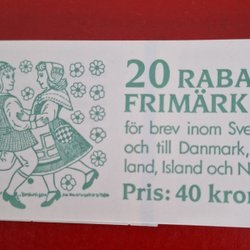 20 RABA
FRIMÄRK
för brev inom Sve
och till Danmark,
land, Island och N
Pris: 40 kron